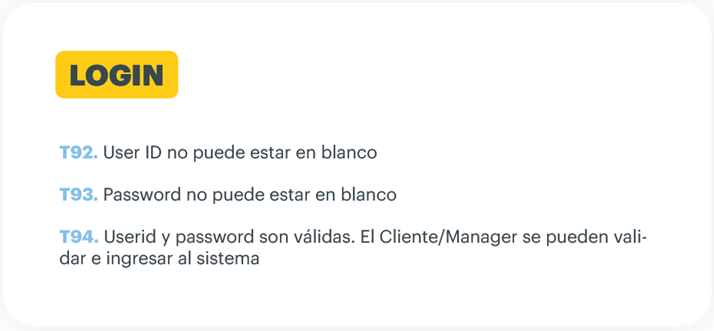 LOGIN
T92. User ID no puede estar en blanco
T93. Password no puede estar en blanco
T94. Userid y password son válidas. El Cliente/Manager se pueden vali-
dar e ingresar al sistema